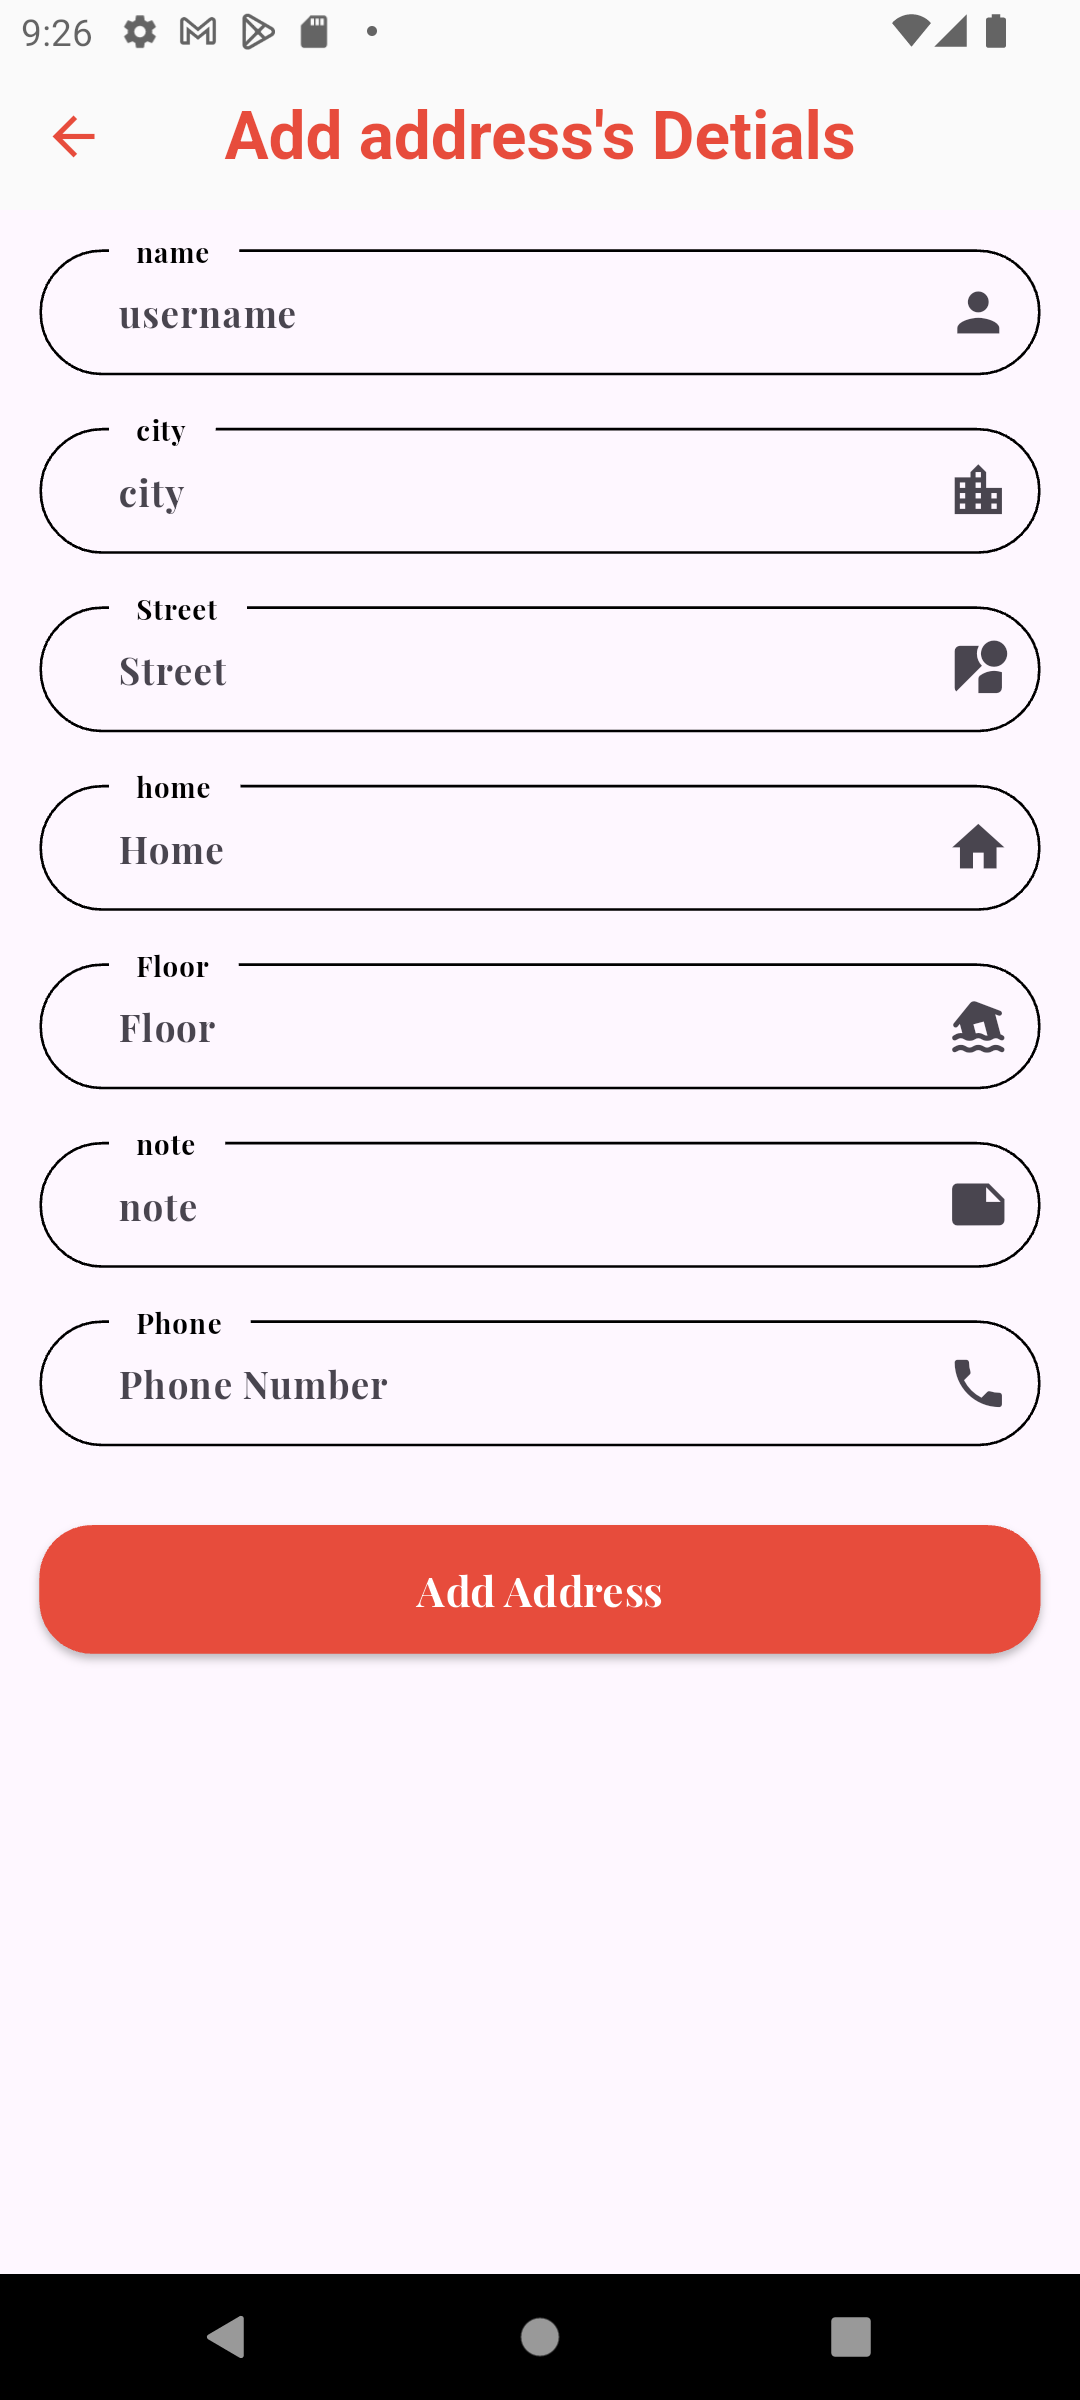 9:26
Add address's Detials
name
username
city
city
Street
Street
home
Home
Floor
Floor
note
note
Phone
Phone Number
Add Address